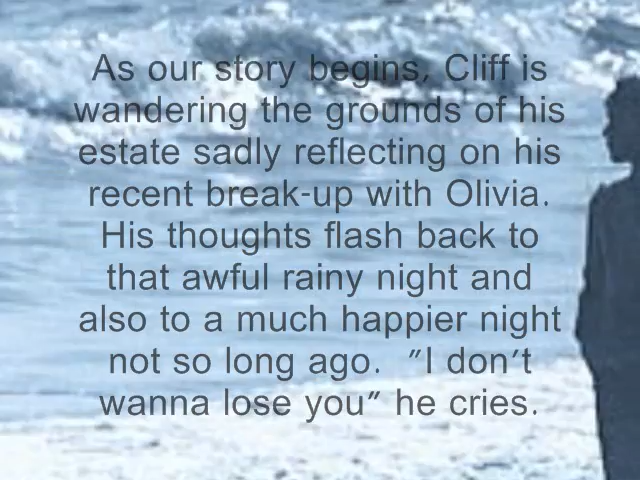 As our story begins, Cliff is
wandering the grounds of his
estate sadly reflecting on his
recent break-up with Olivia.
His thoughts flash back to
that awful rainy night and
also to a much happier night
not so long ago.  "I don't
wanna lose you" he cries.